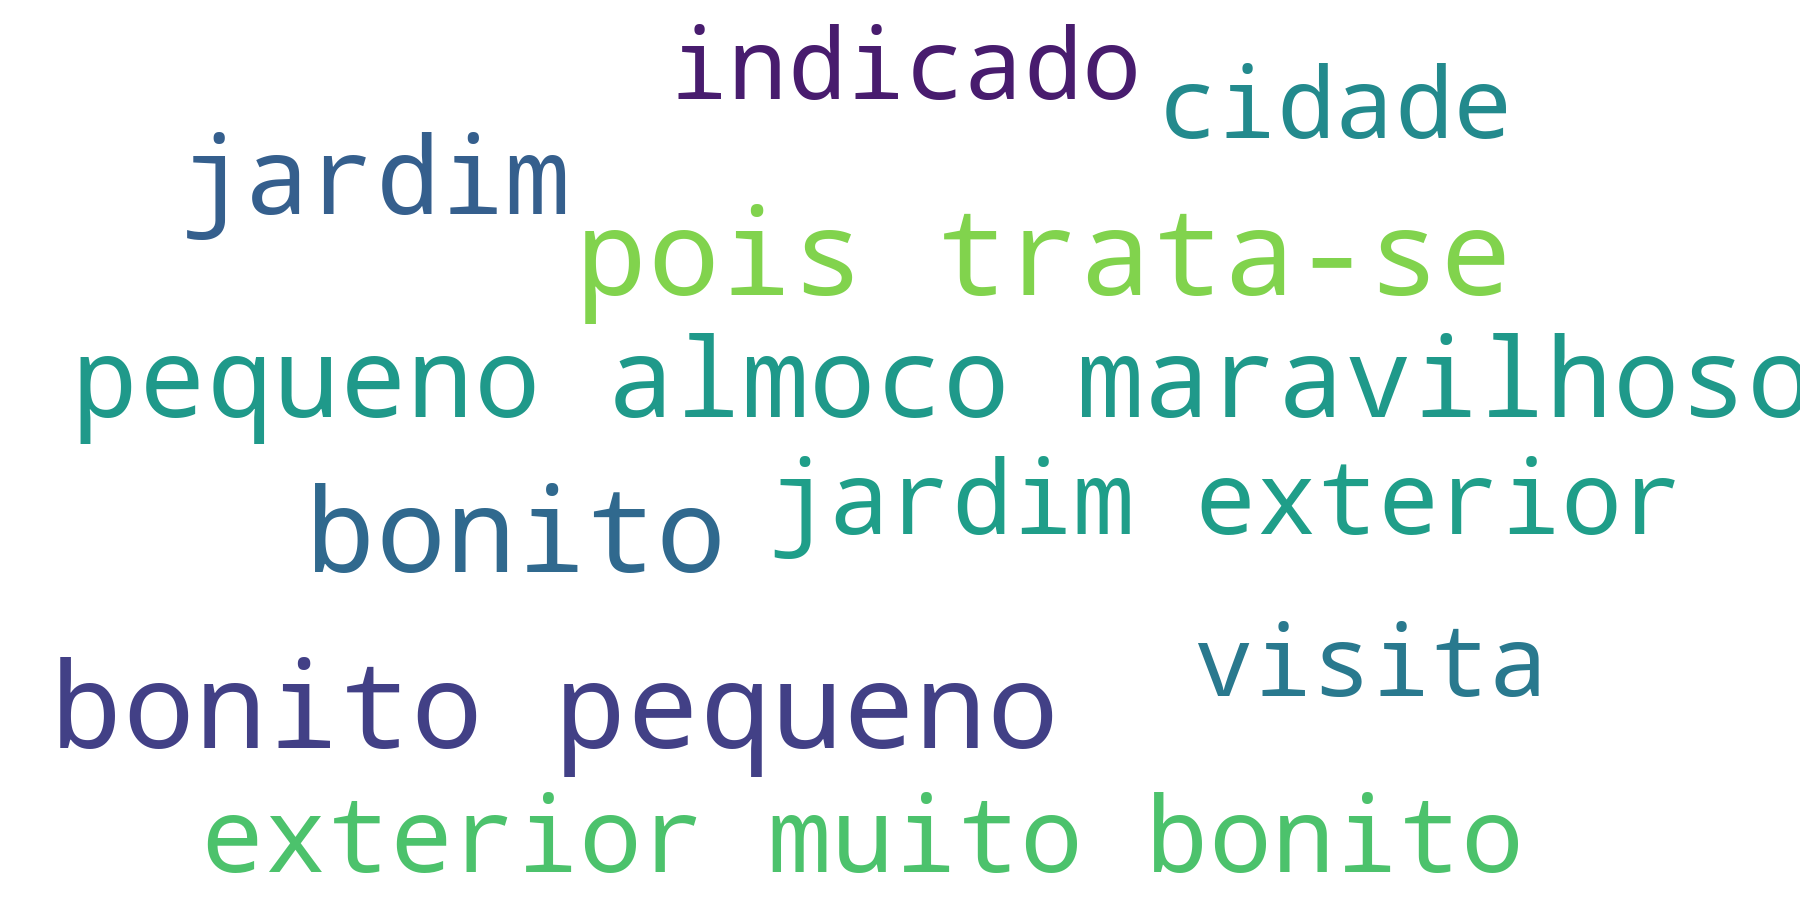 indicado
cidade
jardim
pois trata-se
pequeno almoco maravilhoso
jardim exterior
bonito
visita
bonito pequeno
exterior muito bonito